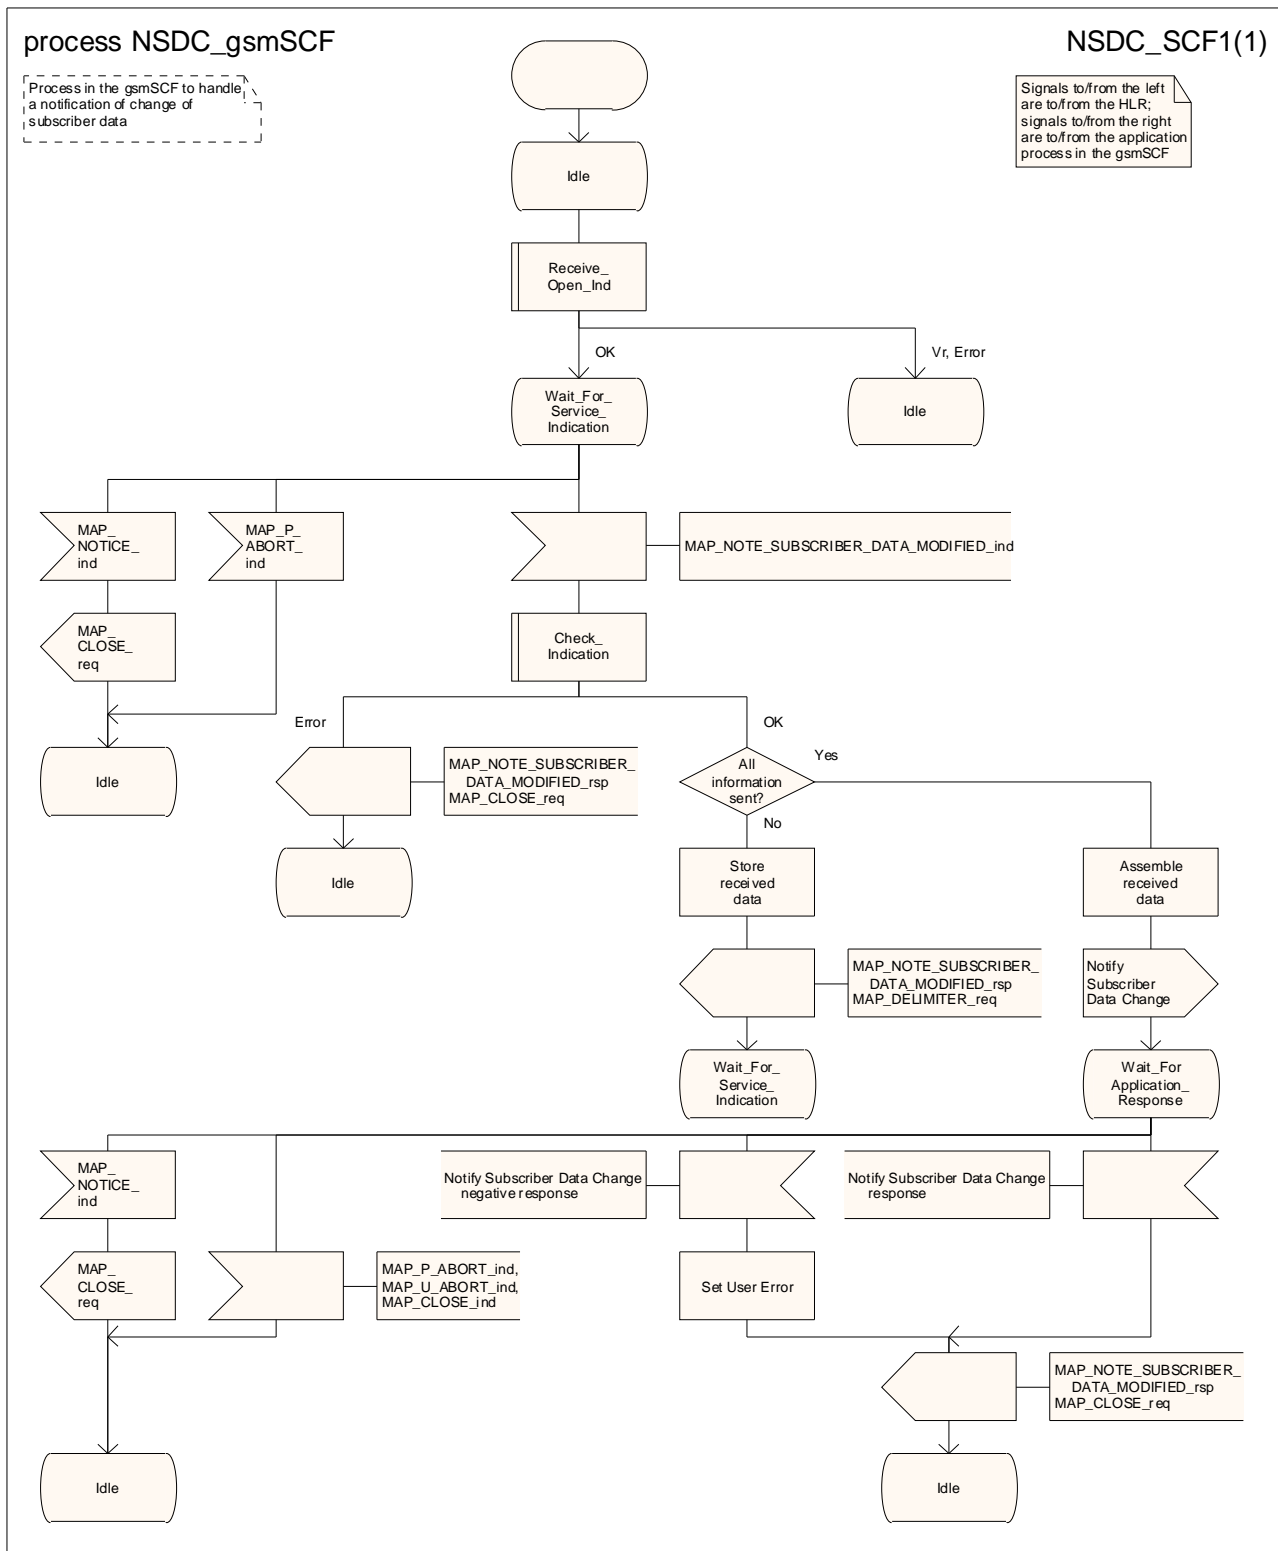 process NSDC_gsmSCF
NSDC_SCF1(1)
Process in the gsmSCF to handle
a notification of change of
subscriber data
Signals to/from the left
are to/from the HLR;
signals to/from the right
are to/from the application
process in the gsmSCF
Idle
Receive_
Open_Ind
OK
Vr, Error
Wait_For_
Service_
Indication
Idle
MAP_
NOTICE_
ind
MAP_P_
ABORT_
ind
MAP_NOTE_SUBSCRIBER_DATA_MODIFIED_ind
MAP_
CLOSE_
req
Check_
Indication
Error
OK
Idle
MAP_NOTE_SUBSCRIBER_
DATA_MODIFIED_rsp
MAP_CLOSE_req
All
information
sent?
Yes
No
Idle
Store
received
data
Assemble
received
data
MAP_NOTE_SUBSCRIBER_
DATA_MODIFIED_rsp
MAP_DELIMITER_req
Notify
Subscriber
Data Change
Wait_For_
Service_
Indication
Wait_For
Application_
Response
MAP_
NOTICE_
ind
Notify Subscriber Data Change
negative response
Notify Subscriber Data Change
response
MAP_
CLOSE_
req
MAP_P_ABORT_ind,
MAP_U_ABORT_ind,
MAP_CLOSE_ind
Set User Error
MAP_NOTE_SUBSCRIBER_
DATA_MODIFIED_rsp
MAP_CLOSE_req
Idle
Idle